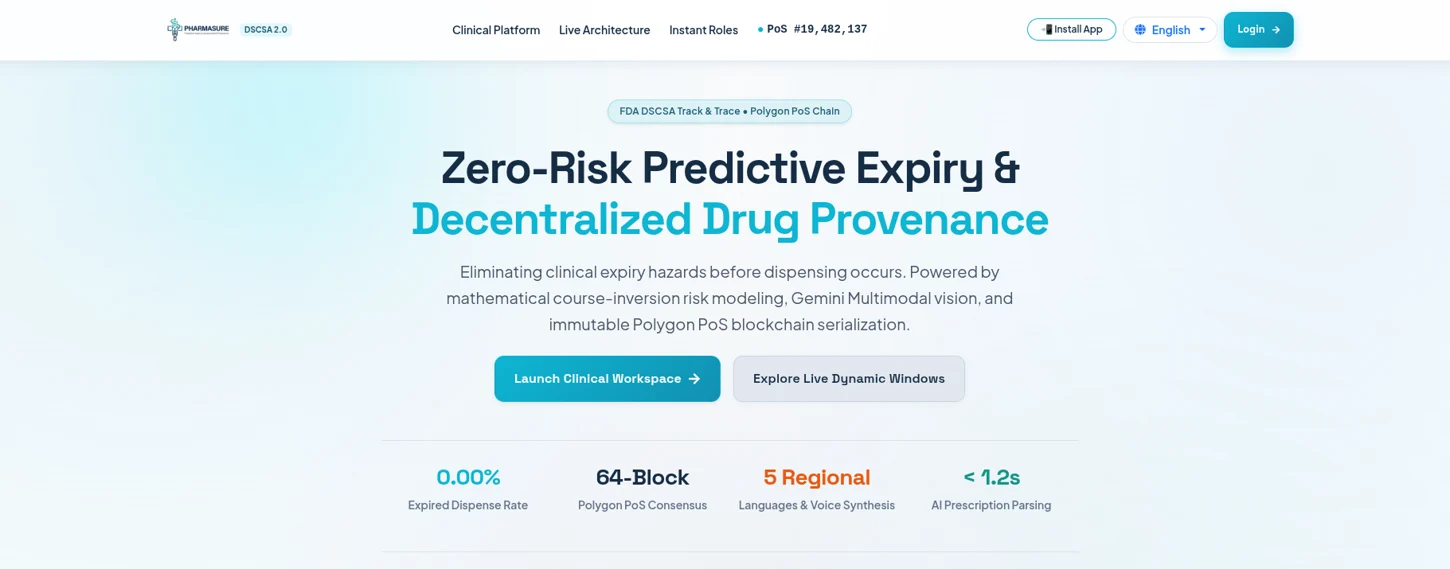 PHARMASURE
DSCSA 2.0
Clinical Platform
Live Architecture
Instant Roles
PoS #19,482,137
Install App
English
Login →
FDA DSCSA Track & Trace • Polygon PoS Chain
Zero-Risk Predictive Expiry &
Decentralized Drug Provenance
Eliminating clinical expiry hazards before dispensing occurs. Powered by
mathematical course-inversion risk modeling, Gemini Multimodal vision, and
immutable Polygon PoS blockchain serialization.
Launch Clinical Workspace →
Explore Live Dynamic Windows
0.00%
Expired Dispense Rate
64-Block
Polygon PoS Consensus
5 Regional
Languages & Voice Synthesis
< 1.2s
AI Prescription Parsing